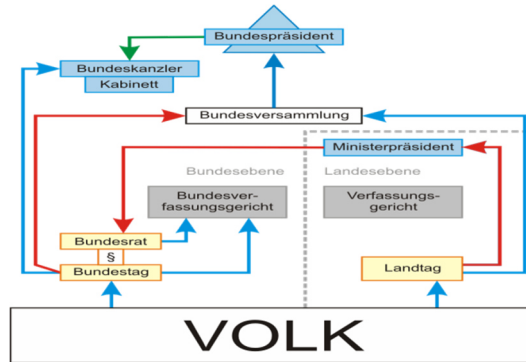 Bundespräsident
Bundeskanzler
Kabinett
Bundesversammlung
Ministerpräsident
Bundesebene
Landesebene
Bundesver-
fassungsgericht
Verfassungs-
gericht
Bundesrat
§
Bundestag
Landtag
VOLK